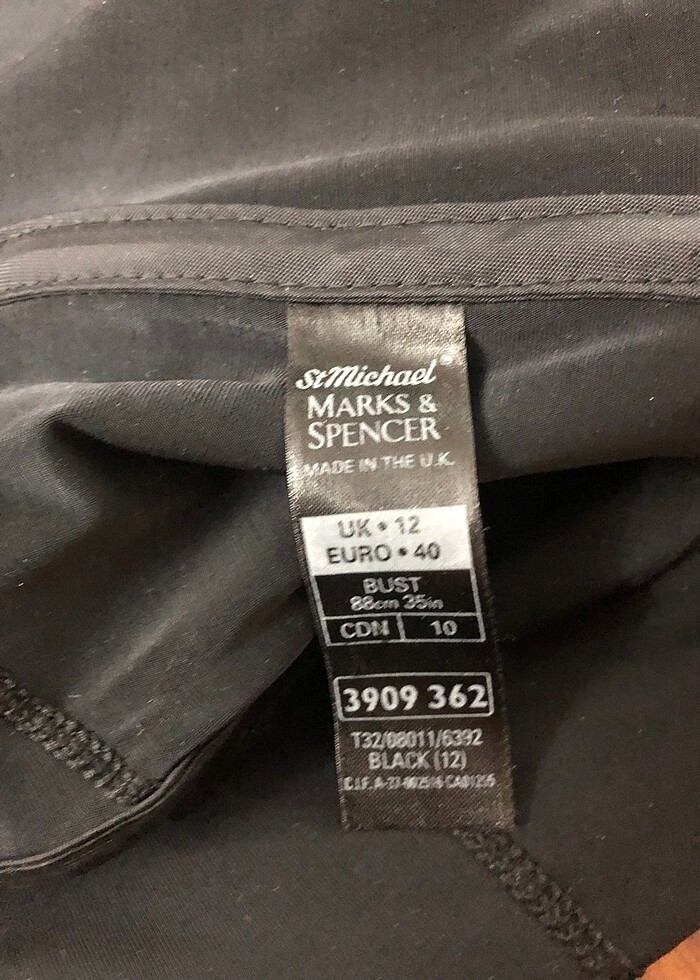 StMichael®
MARKS &
SPENCER
MADE IN THE U.K.
UK • 12
EURO • 40
BUST
88cm 35in
CDN 10
3909 362
T32/08011/6392
BLACK (12)
C.I.F. A-27-